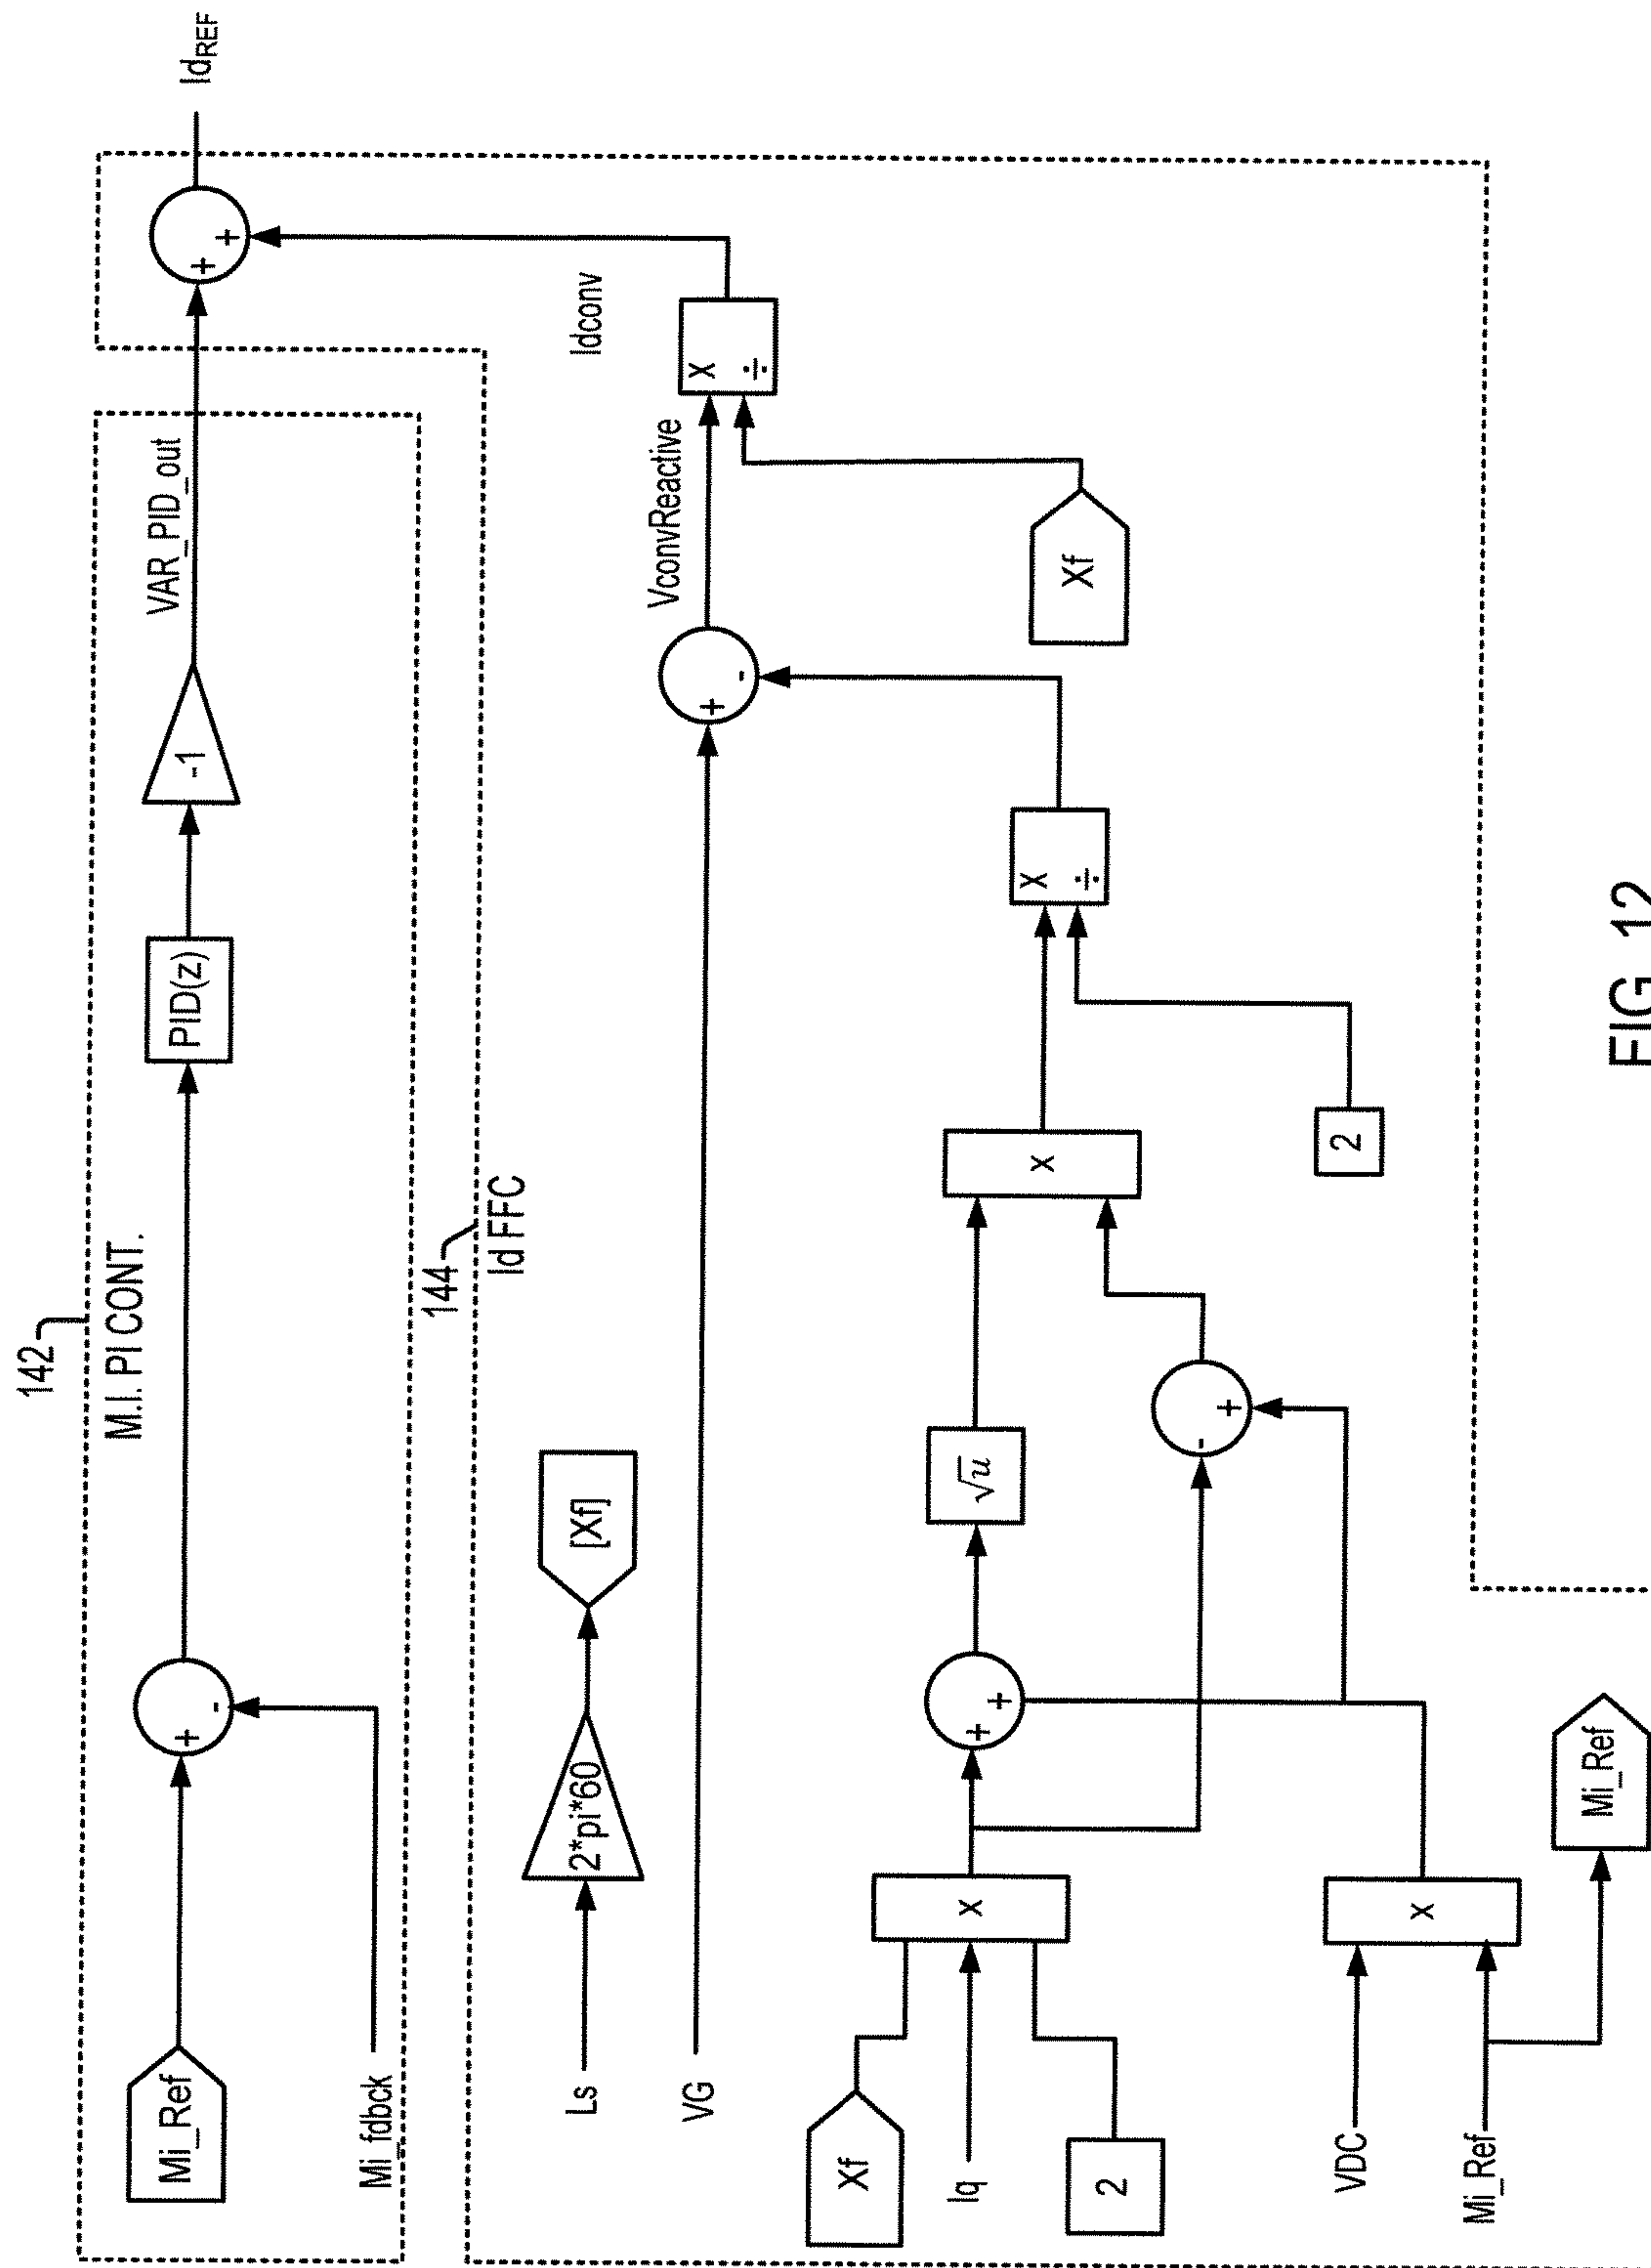 142
M.I. PI CONT.
Mi_Ref
+
-
Mi_fdbck
PID(z)
-1
VAR_PID_out
+
+
Id_REF
144
Id FFC
Ls
2*pi*60
[Xf]
VG
+
-
VconvReactive
X
÷
Idconv
Xf
Xf
Iq
2
x
+
+
√u
-
+
x
X
÷
2
VDC
Mi_Ref
x
Mi_Ref
FIG. 12